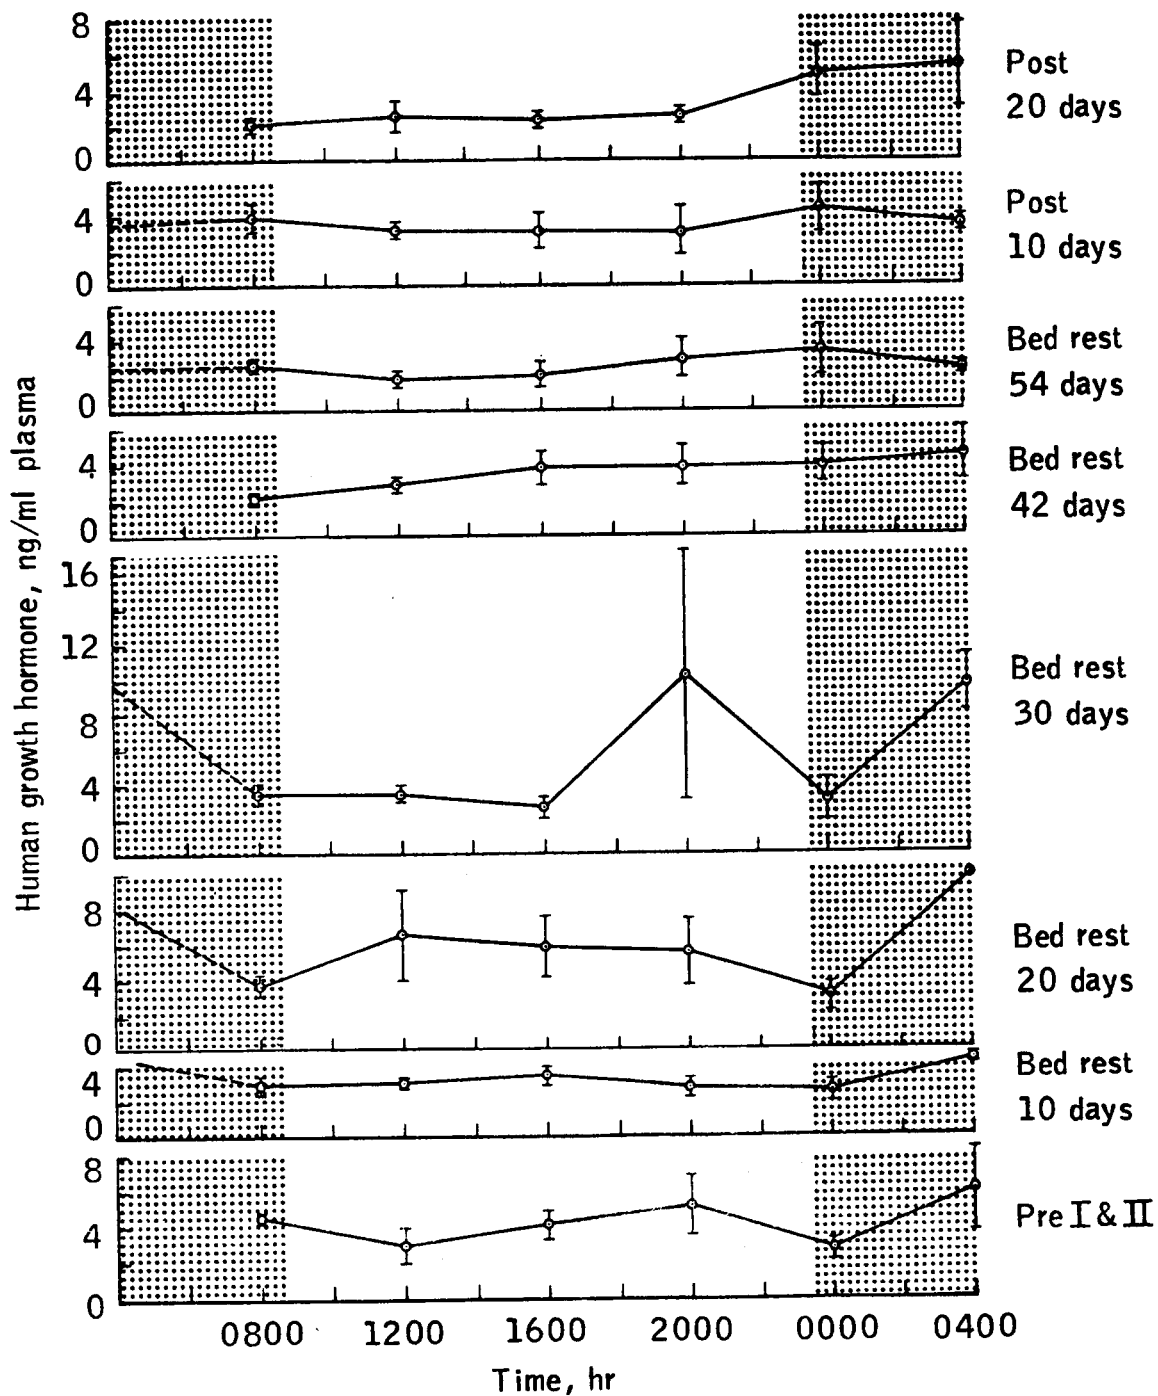 Human growth hormone, ng/ml plasma
8
4
0
Post
20 days
4
0
Post
10 days
4
0
Bed rest
54 days
4
0
Bed rest
42 days
16
12
8
4
0
Bed rest
30 days
8
4
0
Bed rest
20 days
4
0
Bed rest
10 days
8
4
0
Pre I & II
0800 1200 1600 2000 0000 0400
Time, hr